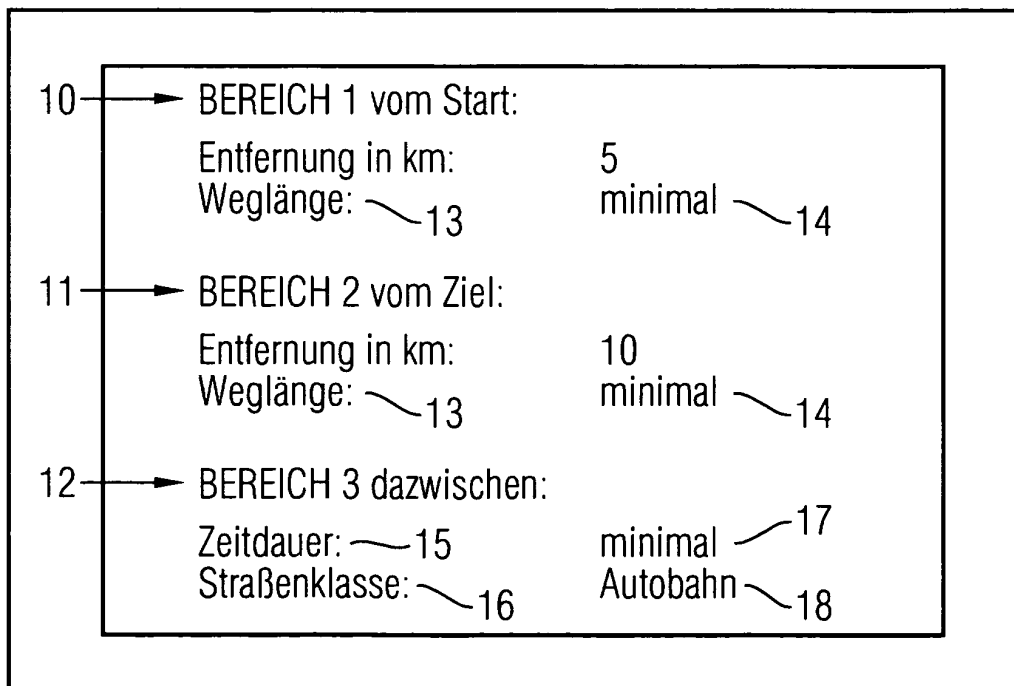 10 BEREICH 1 vom Start:
Entfernung in km: 5
Weglänge: 13 minimal 14
11 BEREICH 2 vom Ziel:
Entfernung in km: 10
Weglänge: 13 minimal 14
12 BEREICH 3 dazwischen:
Zeitdauer: 15 minimal 17
Straßenklasse: 16 Autobahn 18